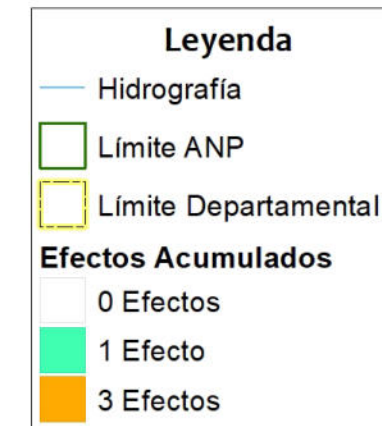 Leyenda
Hidrografía
Límite ANP
Límite Departamental
Efectos Acumulados
0 Efectos
1 Efecto
3 Efectos